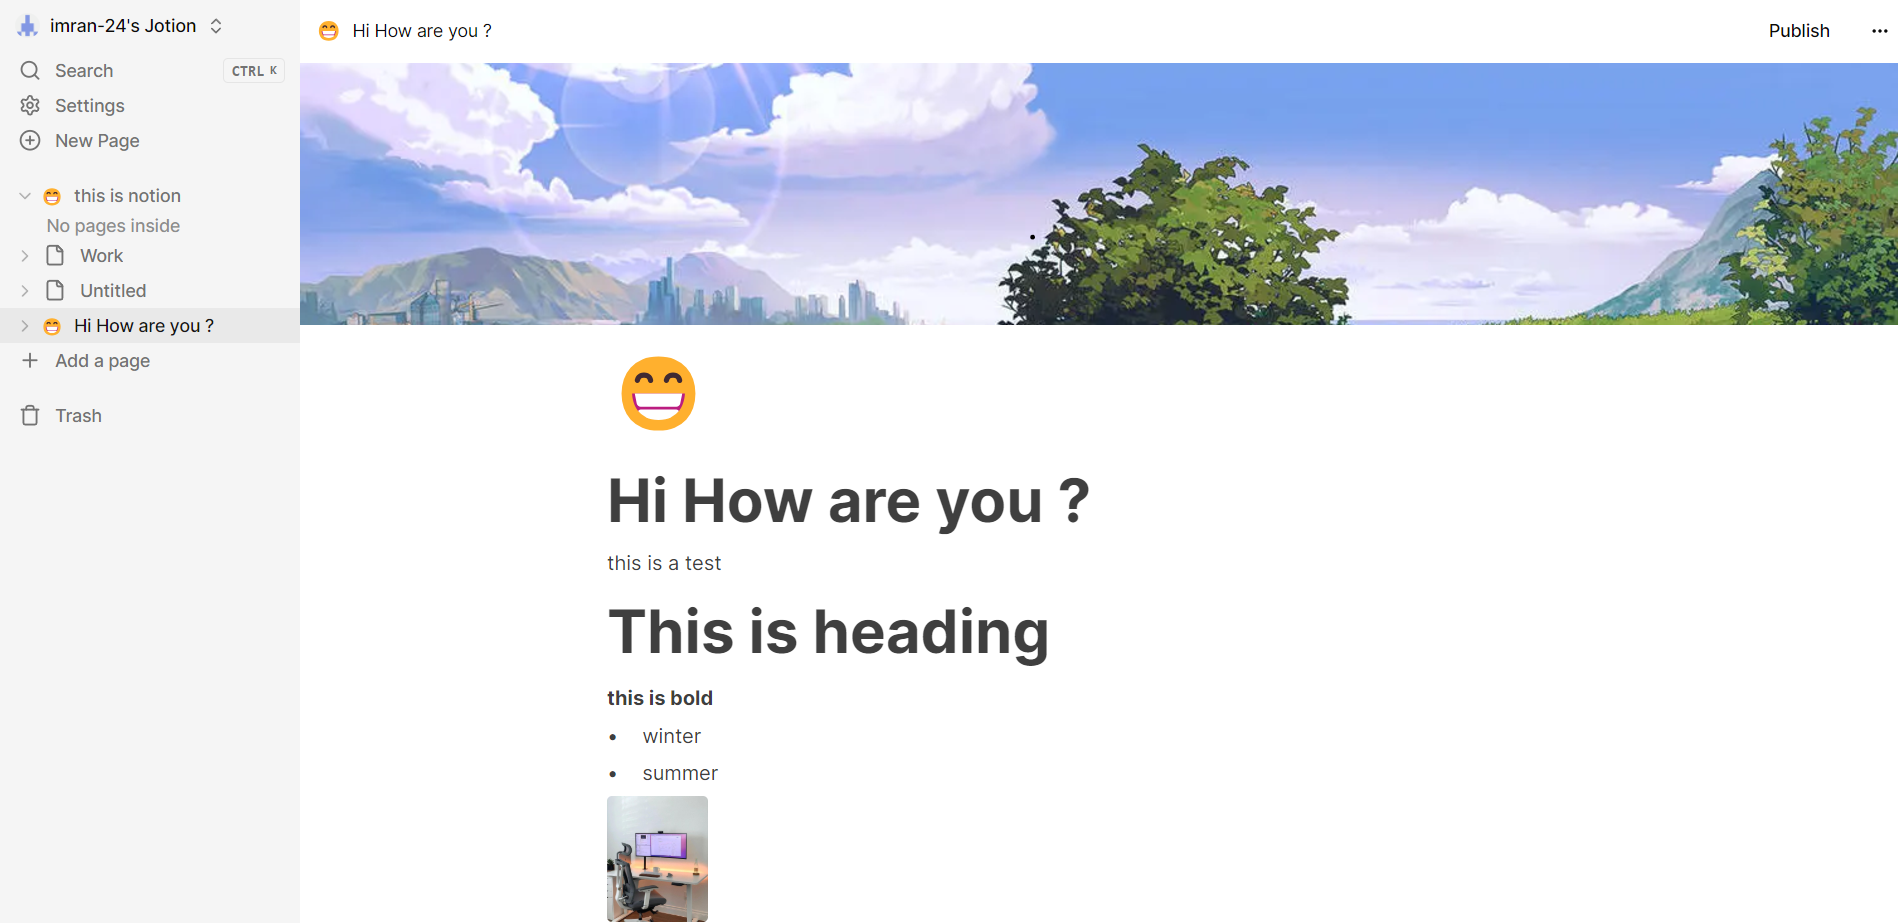 imran-24's Jotion
Search CTRL K
Settings
New Page
this is notion
No pages inside
Work
Untitled
Hi How are you ?
Add a page
Trash
Hi How are you ?
Publish
Hi How are you ?
this is a test
This is heading
this is bold
• winter
• summer